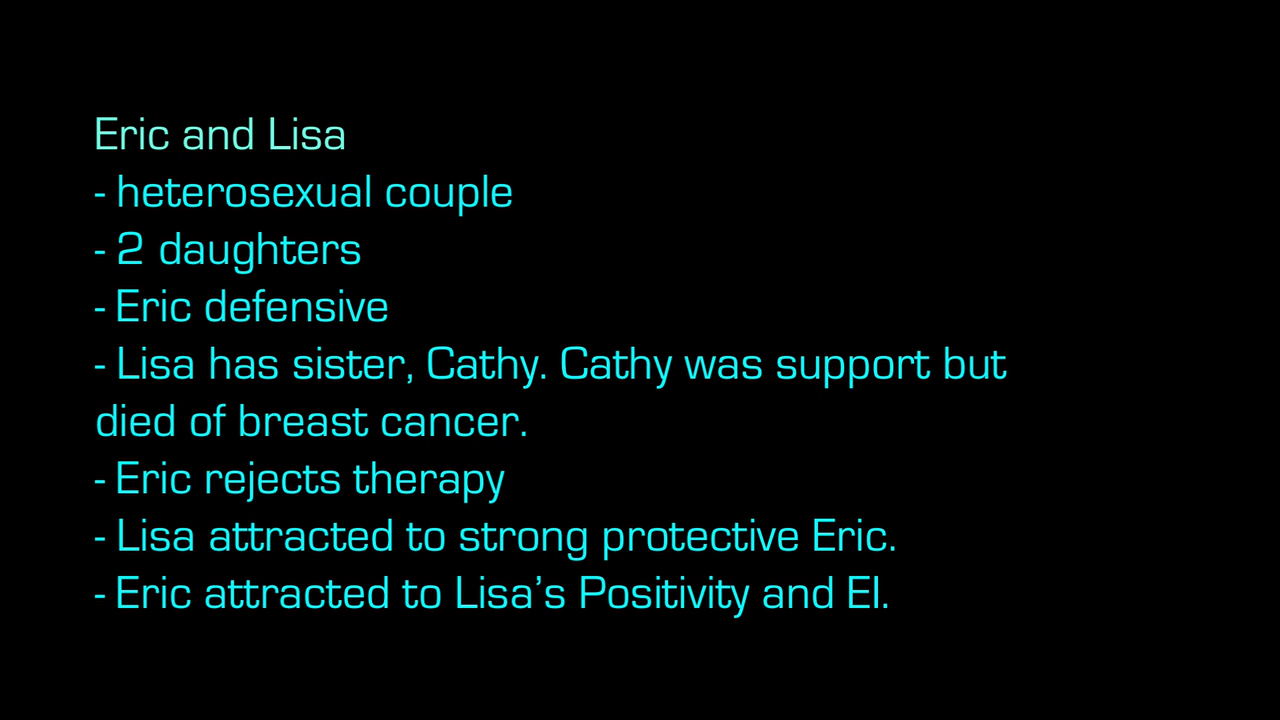 Eric and Lisa
- heterosexual couple
- 2 daughters
- Eric defensive
- Lisa has sister, Cathy. Cathy was support but
died of breast cancer.
- Eric rejects therapy
- Lisa attracted to strong protective Eric.
- Eric attracted to Lisa’s Positivity and EI.